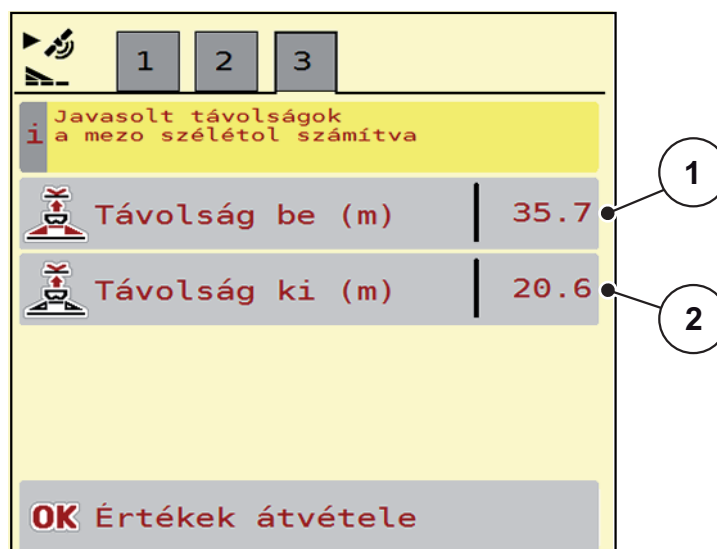 1 2 3
i Javasolt távolságok
a mezo szélétol számítva
Távolság be (m) 35.7
1
Távolság ki (m) 20.6
2
OK Értékek átvétele